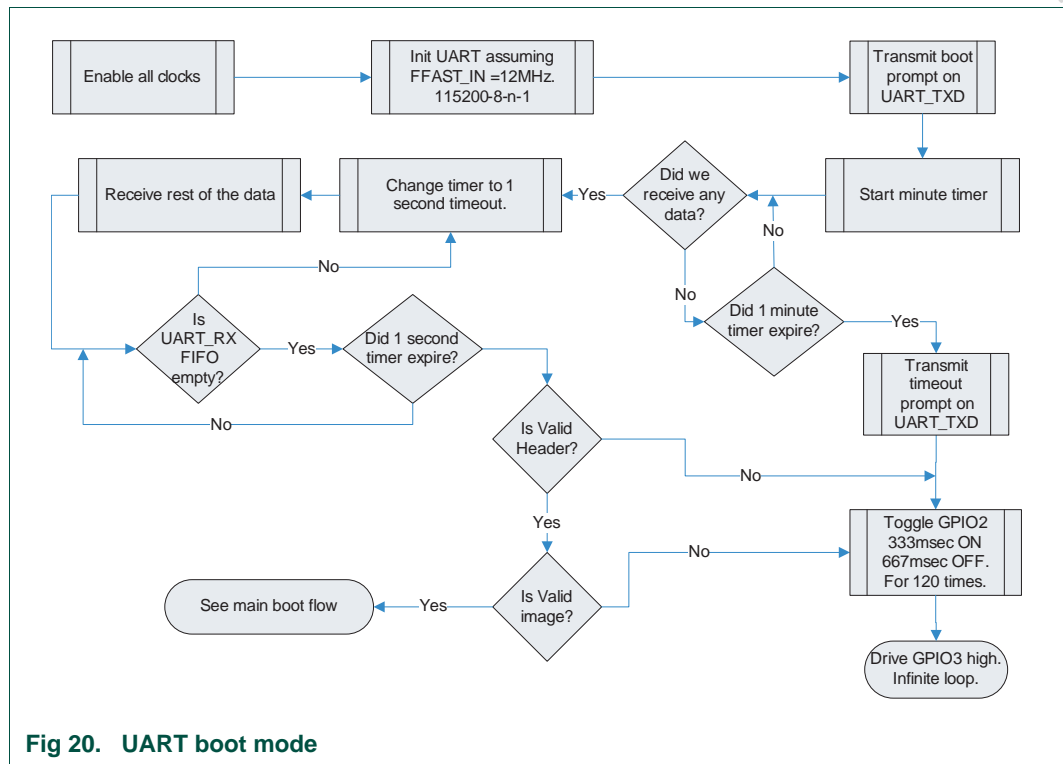 Enable all clocks
Init UART assuming
FFAST_IN =12MHz.
115200-8-n-1
Transmit boot
prompt on
UART_TXD
Receive rest of the data
Change timer to 1
second timeout.
Yes
Did we
receive any
data?
Start minute timer
No
No
No
Did 1 minute
timer expire?
Yes
Is
UART_RX
FIFO
empty?
Yes
Did 1 second
timer expire?
No
Transmit
timeout
prompt on
UART_TXD
Is Valid
Header?
No
Yes
Toggle GPIO2
333msec ON
667msec OFF.
For 120 times.
No
See main boot flow
Yes
Is Valid
image?
Drive GPIO3 high.
Infinite loop.
Fig 20. UART boot mode